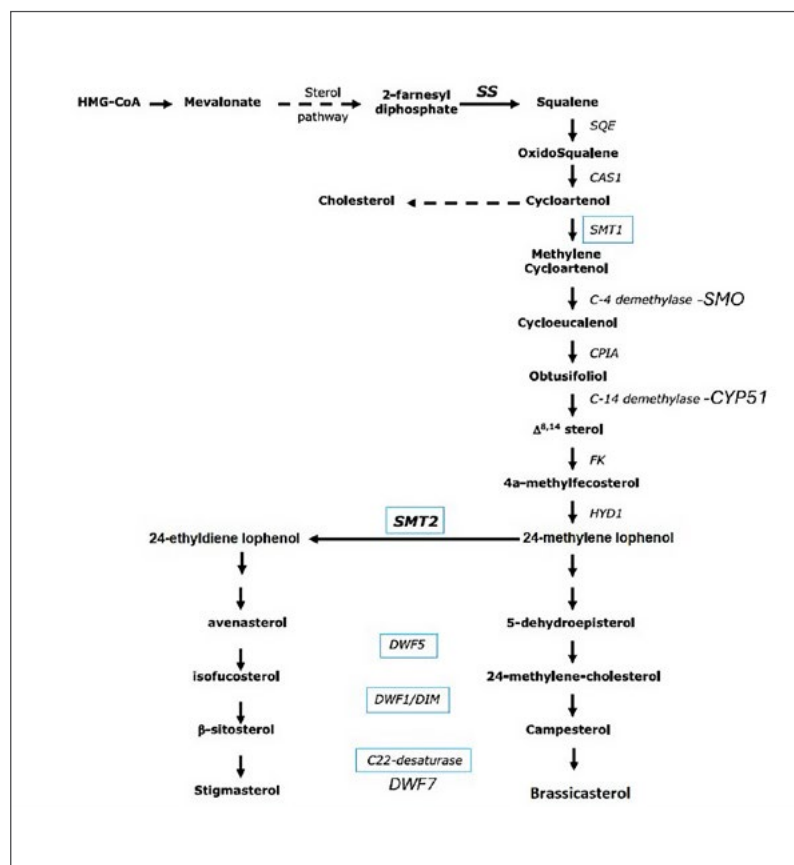 HMG-CoA Mevalonate Sterol pathway 2-farnesyl diphosphate SS Squalene
SQE
OxidoSqualene
CAS1
Cholesterol Cycloartenol
SMT1
Methylene
Cycloartenol
C-4 demethylase -SMO
Cycloeucalenol
CPIA
Obtusifoliol
C-14 demethylase -CYP51
Δ8,14 sterol
FK
4a-methylfecosterol
HYD1
SMT2
24-ethyldiene lophenol 24-methylene lophenol
avenasterol 5-dehydroepisterol
DWF5
isofucosterol 24-methylene-cholesterol
DWF1/DIM
β-sitosterol Campesterol
C22-desaturase
DWF7
Stigmasterol Brassicasterol